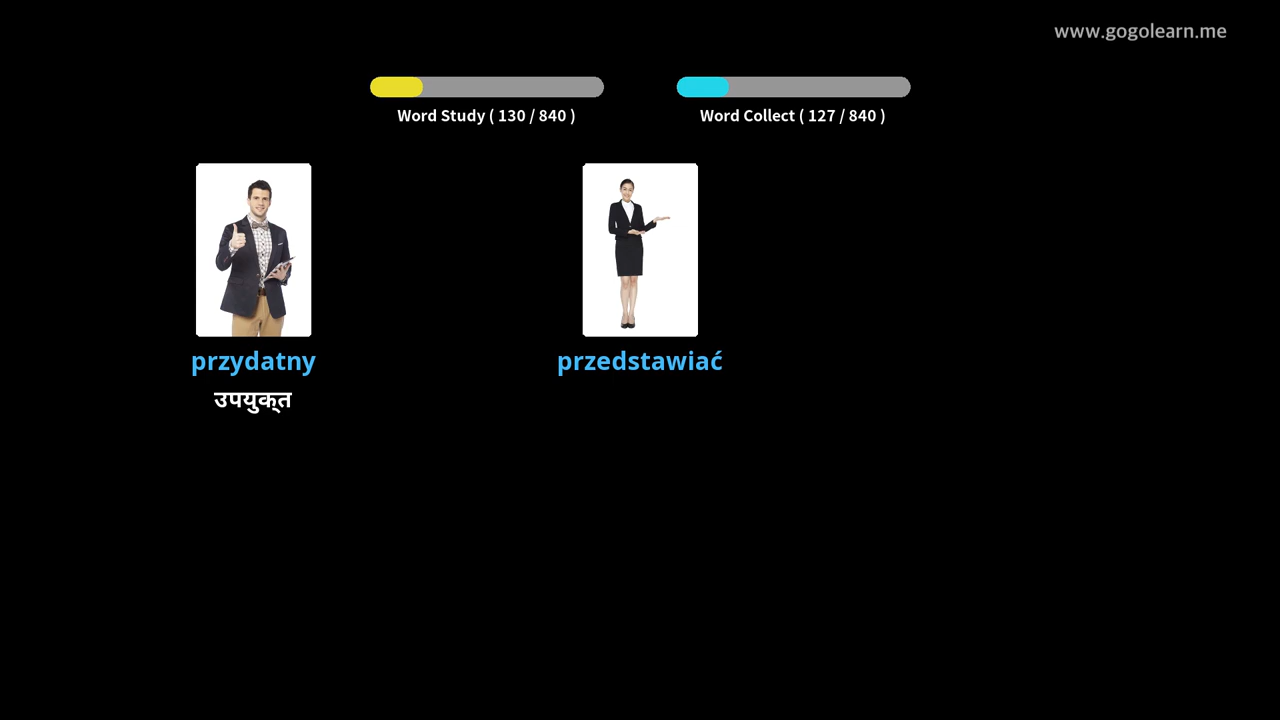 www.gogolearn.me
Word Study ( 130 / 840 )
Word Collect ( 127 / 840 )
przydatny
przedstawiać
उपयुक्त